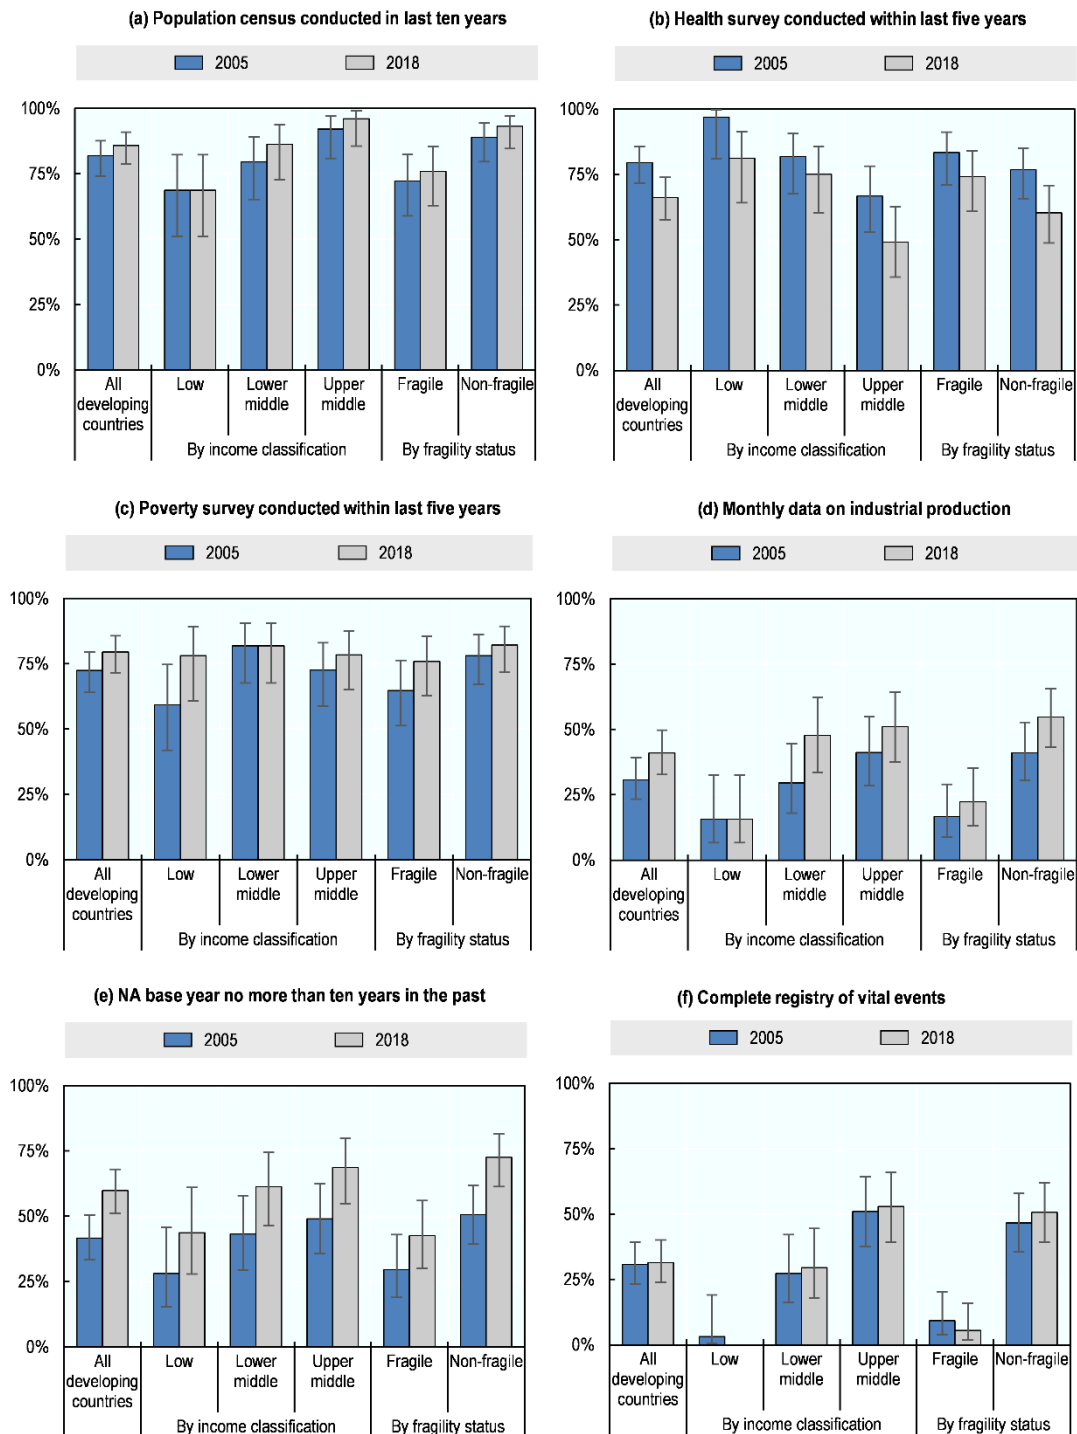 (a) Population census conducted in last ten years
2005 2018
100%
75%
50%
25%
0%
All developing countries Low Lower middle Upper middle Fragile Non-fragile
By income classification By fragility status
(b) Health survey conducted within last five years
2005 2018
100%
75%
50%
25%
0%
All developing countries Low Lower middle Upper middle Fragile Non-fragile
By income classification By fragility status
(c) Poverty survey conducted within last five years
2005 2018
100%
75%
50%
25%
0%
All developing countries Low Lower middle Upper middle Fragile Non-fragile
By income classification By fragility status
(d) Monthly data on industrial production
2005 2018
100%
75%
50%
25%
0%
All developing countries Low Lower middle Upper middle Fragile Non-fragile
By income classification By fragility status
(e) NA base year no more than ten years in the past
2005 2018
100%
75%
50%
25%
0%
All developing countries Low Lower middle Upper middle Fragile Non-fragile
By income classification By fragility status
(f) Complete registry of vital events
2005 2018
100%
75%
50%
25%
0%
All developing countries Low Lower middle Upper middle Fragile Non-fragile
By income classification By fragility status